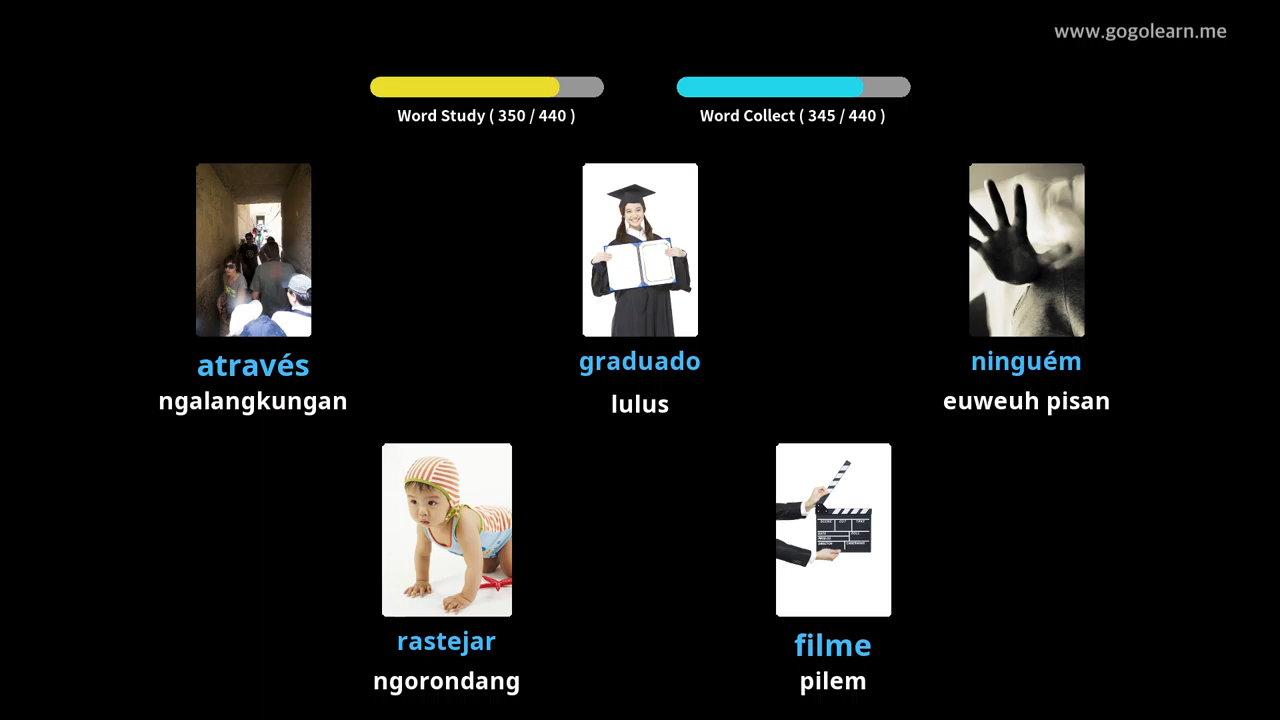 www.gogolearn.me
Word Study ( 350 / 440 )
Word Collect ( 345 / 440 )
através
ngalangkungan
graduado
lulus
ninguém
euweuh pisan
rastejar
ngorondang
filme
pilem